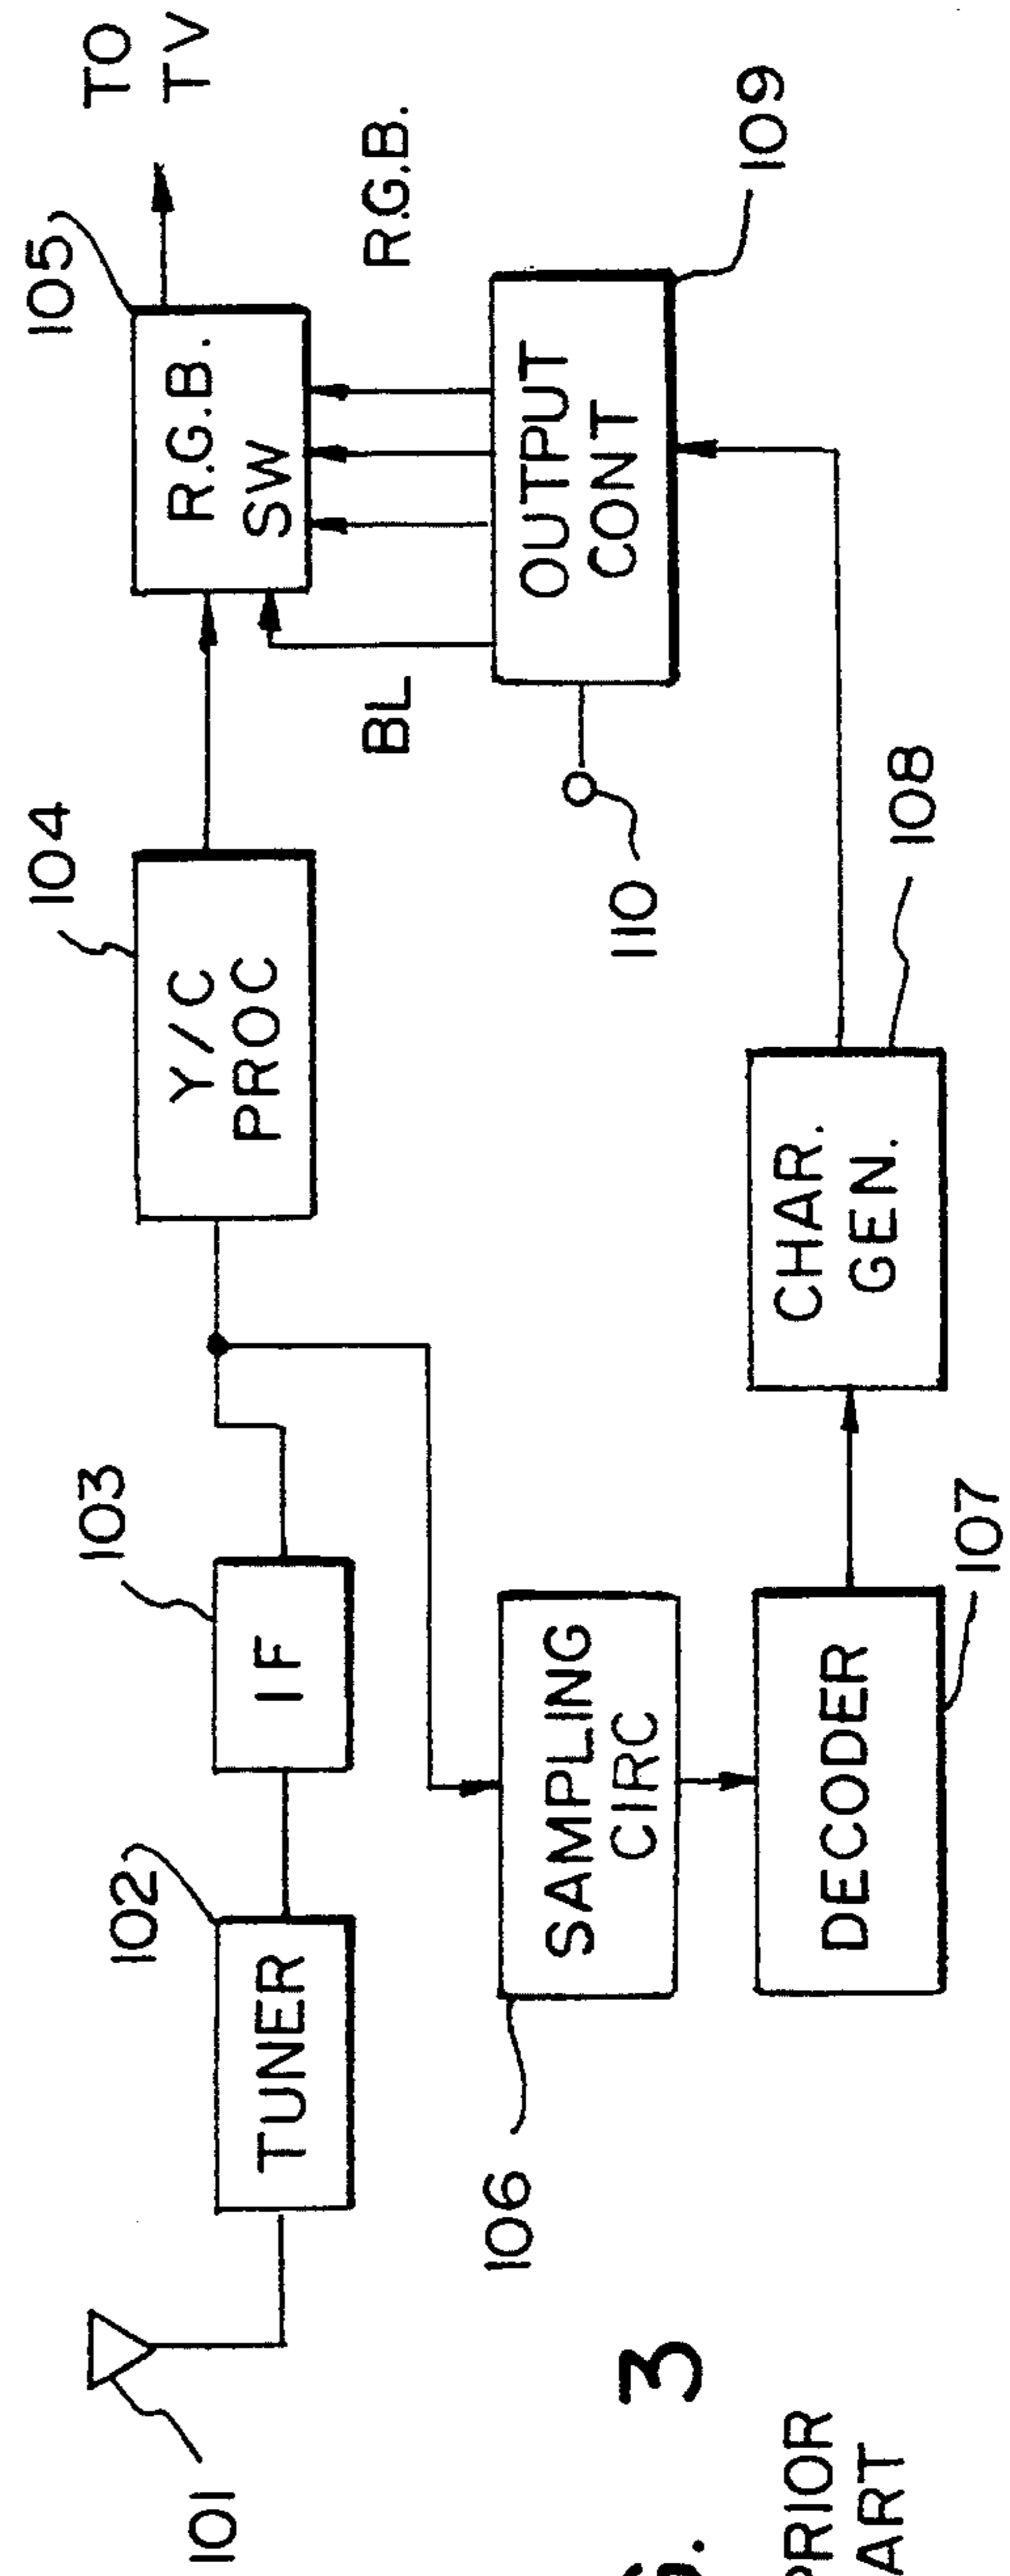 101
102
TUNER
103
IF
104
Y/C
PROC
105
R.G.B.
SW
TO
TV
BL
R.G.B.
106
SAMPLING
CIRC
107
DECODER
108
CHAR.
GEN.
109
OUTPUT
CONT
110
3
PRIOR
ART